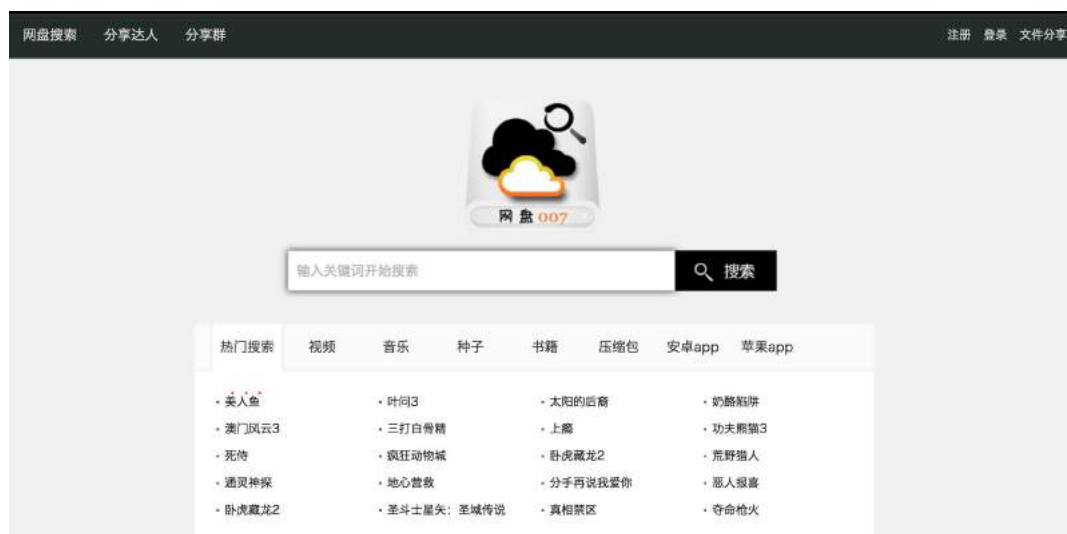 网盘搜索 分享达人 分享群 注册 登录 文件分享
网盘007
输入关键词开始搜索 搜索
热门搜索 视频 音乐 种子 书籍 压缩包 安卓app 苹果app
· 美人鱼 · 叶问3 · 太阳的后裔 · 奶酪陷阱
· 澳门风云3 · 三打白骨精 · 上瘾 · 功夫熊猫3
· 死侍 · 疯狂动物城 · 卧虎藏龙2 · 荒野猎人
· 通灵神探 · 地心营救 · 分手再说我爱你 · 恶人报喜
· 卧虎藏龙2 · 圣斗士星矢：圣域传说 · 真相禁区 · 夺命枪火